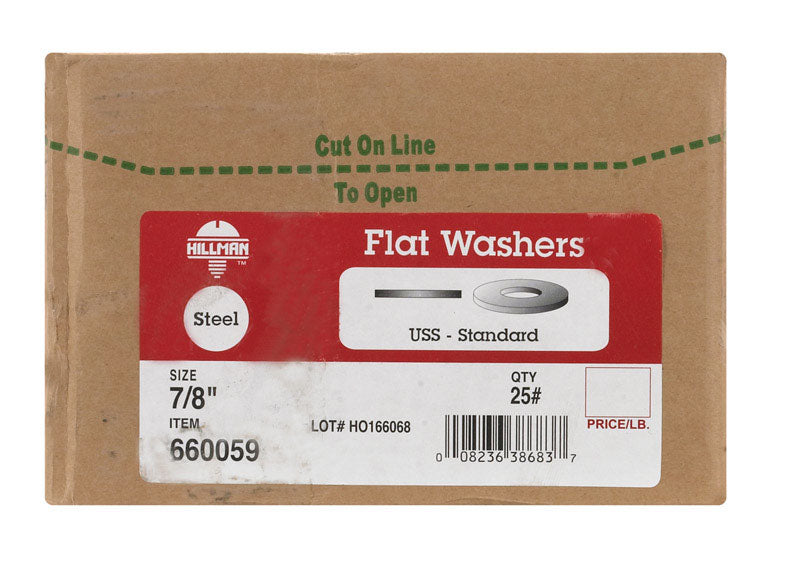 Cut On Line
To Open
HILLMAN
TM
Flat Washers
Steel
USS - Standard
SIZE
7/8"
QTY
25#
ITEM
660059
LOT# HO166068
PRICE/LB.
0 08236 38683 7